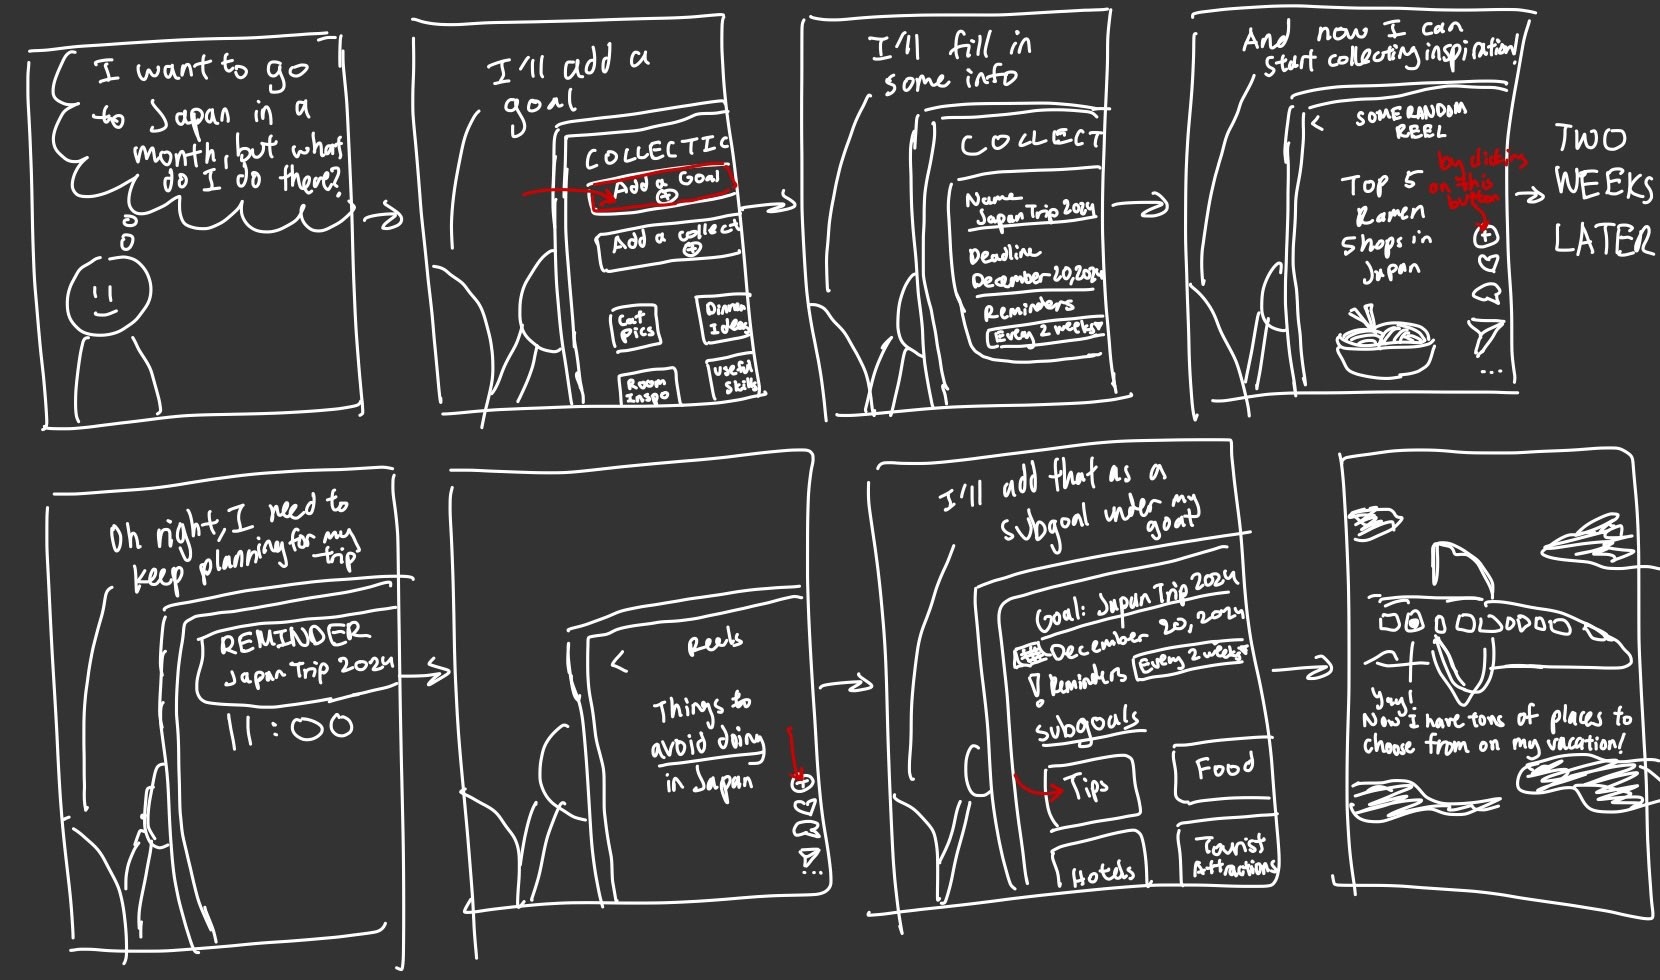 I want to go
to Japan in a
month, but what
do I do there?
I'll add a
goal
COLLECTIC
Add a Goal
Add a collect
Cat
Pics
Dinner
Ideas
Room
Inspo
Useful
Skills
I'll fill in
some info
COLLECT
Name
Japan Trip 2024
Deadline
December 20, 2024
Reminders
Every 2 weeks
And now I can
start collecting inspiration!
<
SOME RANDOM
REEL
by clicking
on this
button
Top 5
Ramen
Shops in
Japan
...
TWO
WEEKS
LATER
Oh right, I need to
keep planning for my
trip
REMINDER
Japan Trip 2024
11:00
<
Reels
Things to
avoid doing
in Japan
...
I'll add that as a
subgoal under my
goal
Goal: Japan Trip 2024
December 20, 2024
! Reminders Every 2 weeks
subgoals
Tips
Food
Hotels
Tourist
Attractions
Yay!
Now I have tons of places to
choose from on my vacation!